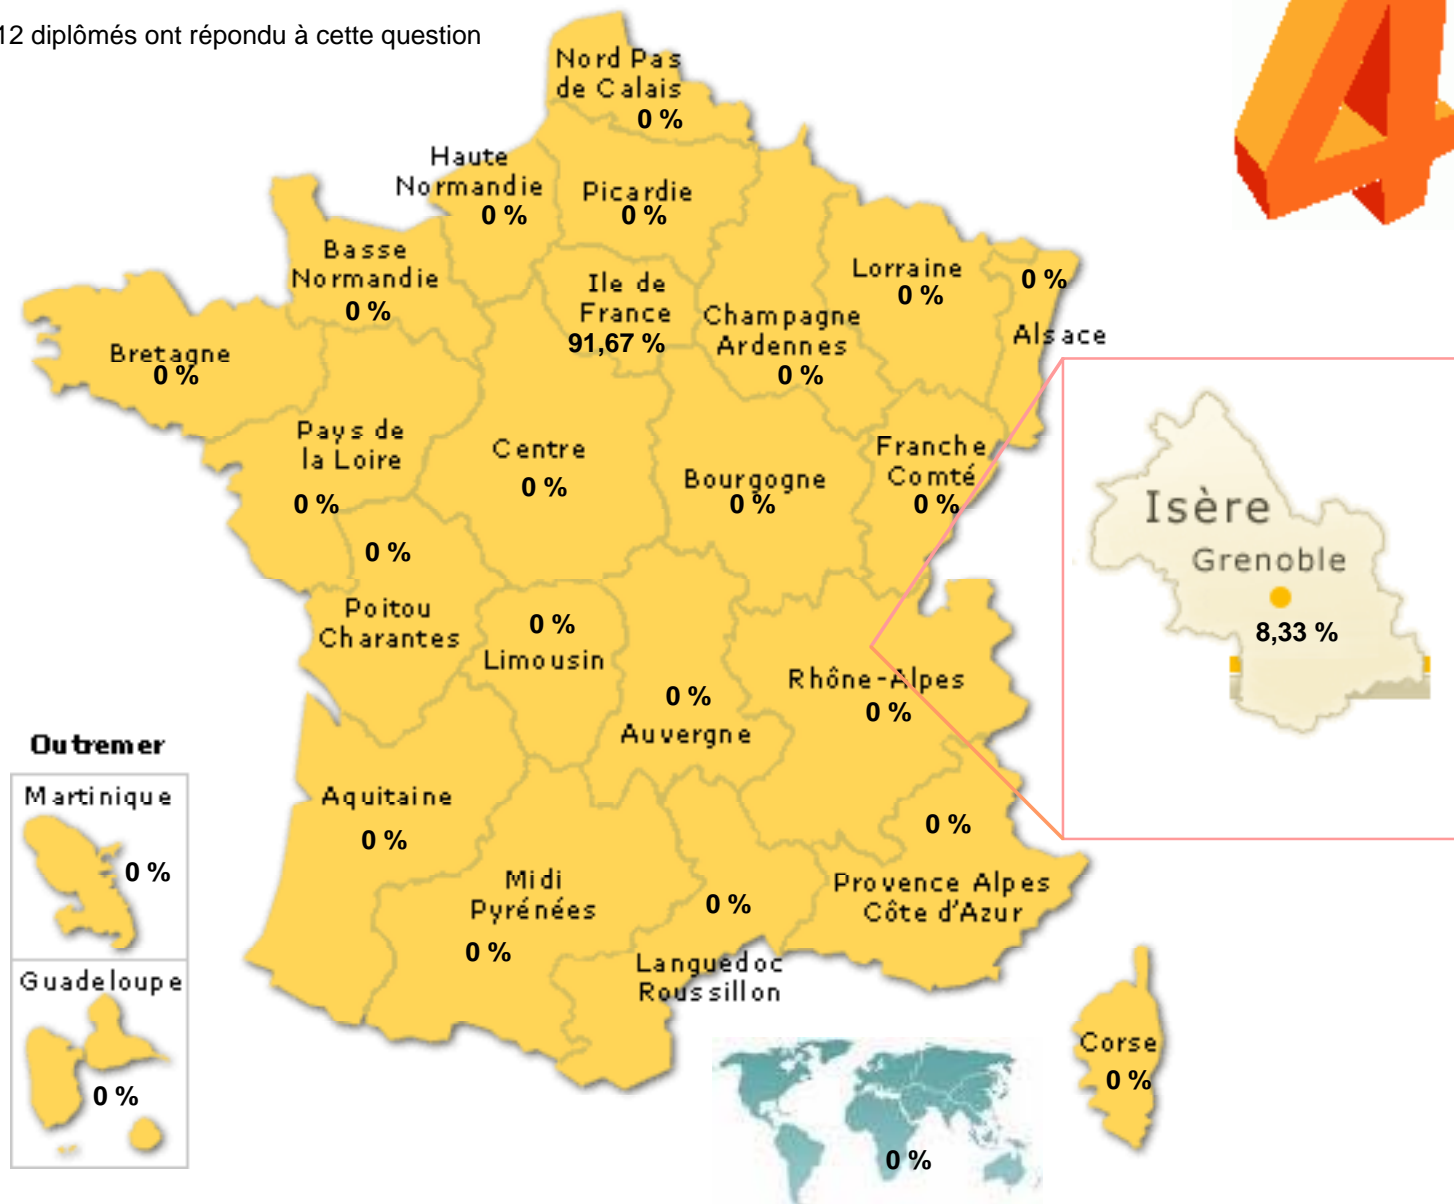 12 diplômés ont répondu à cette question
4
Nord Pas
de Calais
0 %
Haute
Normandie
0 %
Picardie
0 %
Basse
Normandie
0 %
Ile de
France
91,67 %
Champagne
Ardennes
0 %
Lorraine
0 %
0 %
Alsace
Bretagne
0 %
Pays de
la Loire
0 %
Centre
0 %
Bourgogne
0 %
Franche
Comté
0 %
Isère
Grenoble
8,33 %
0 %
Poitou
Charantes
0 %
Limousin
0 %
Auvergne
Rhône-Alpes
0 %
Outremer
Martinique
0 %
Guadeloupe
0 %
Aquitaine
0 %
Midi
Pyrénées
0 %
0 %
Languedoc
Roussillon
0 %
Provence Alpes
Côte d'Azur
Corse
0 %
0 %